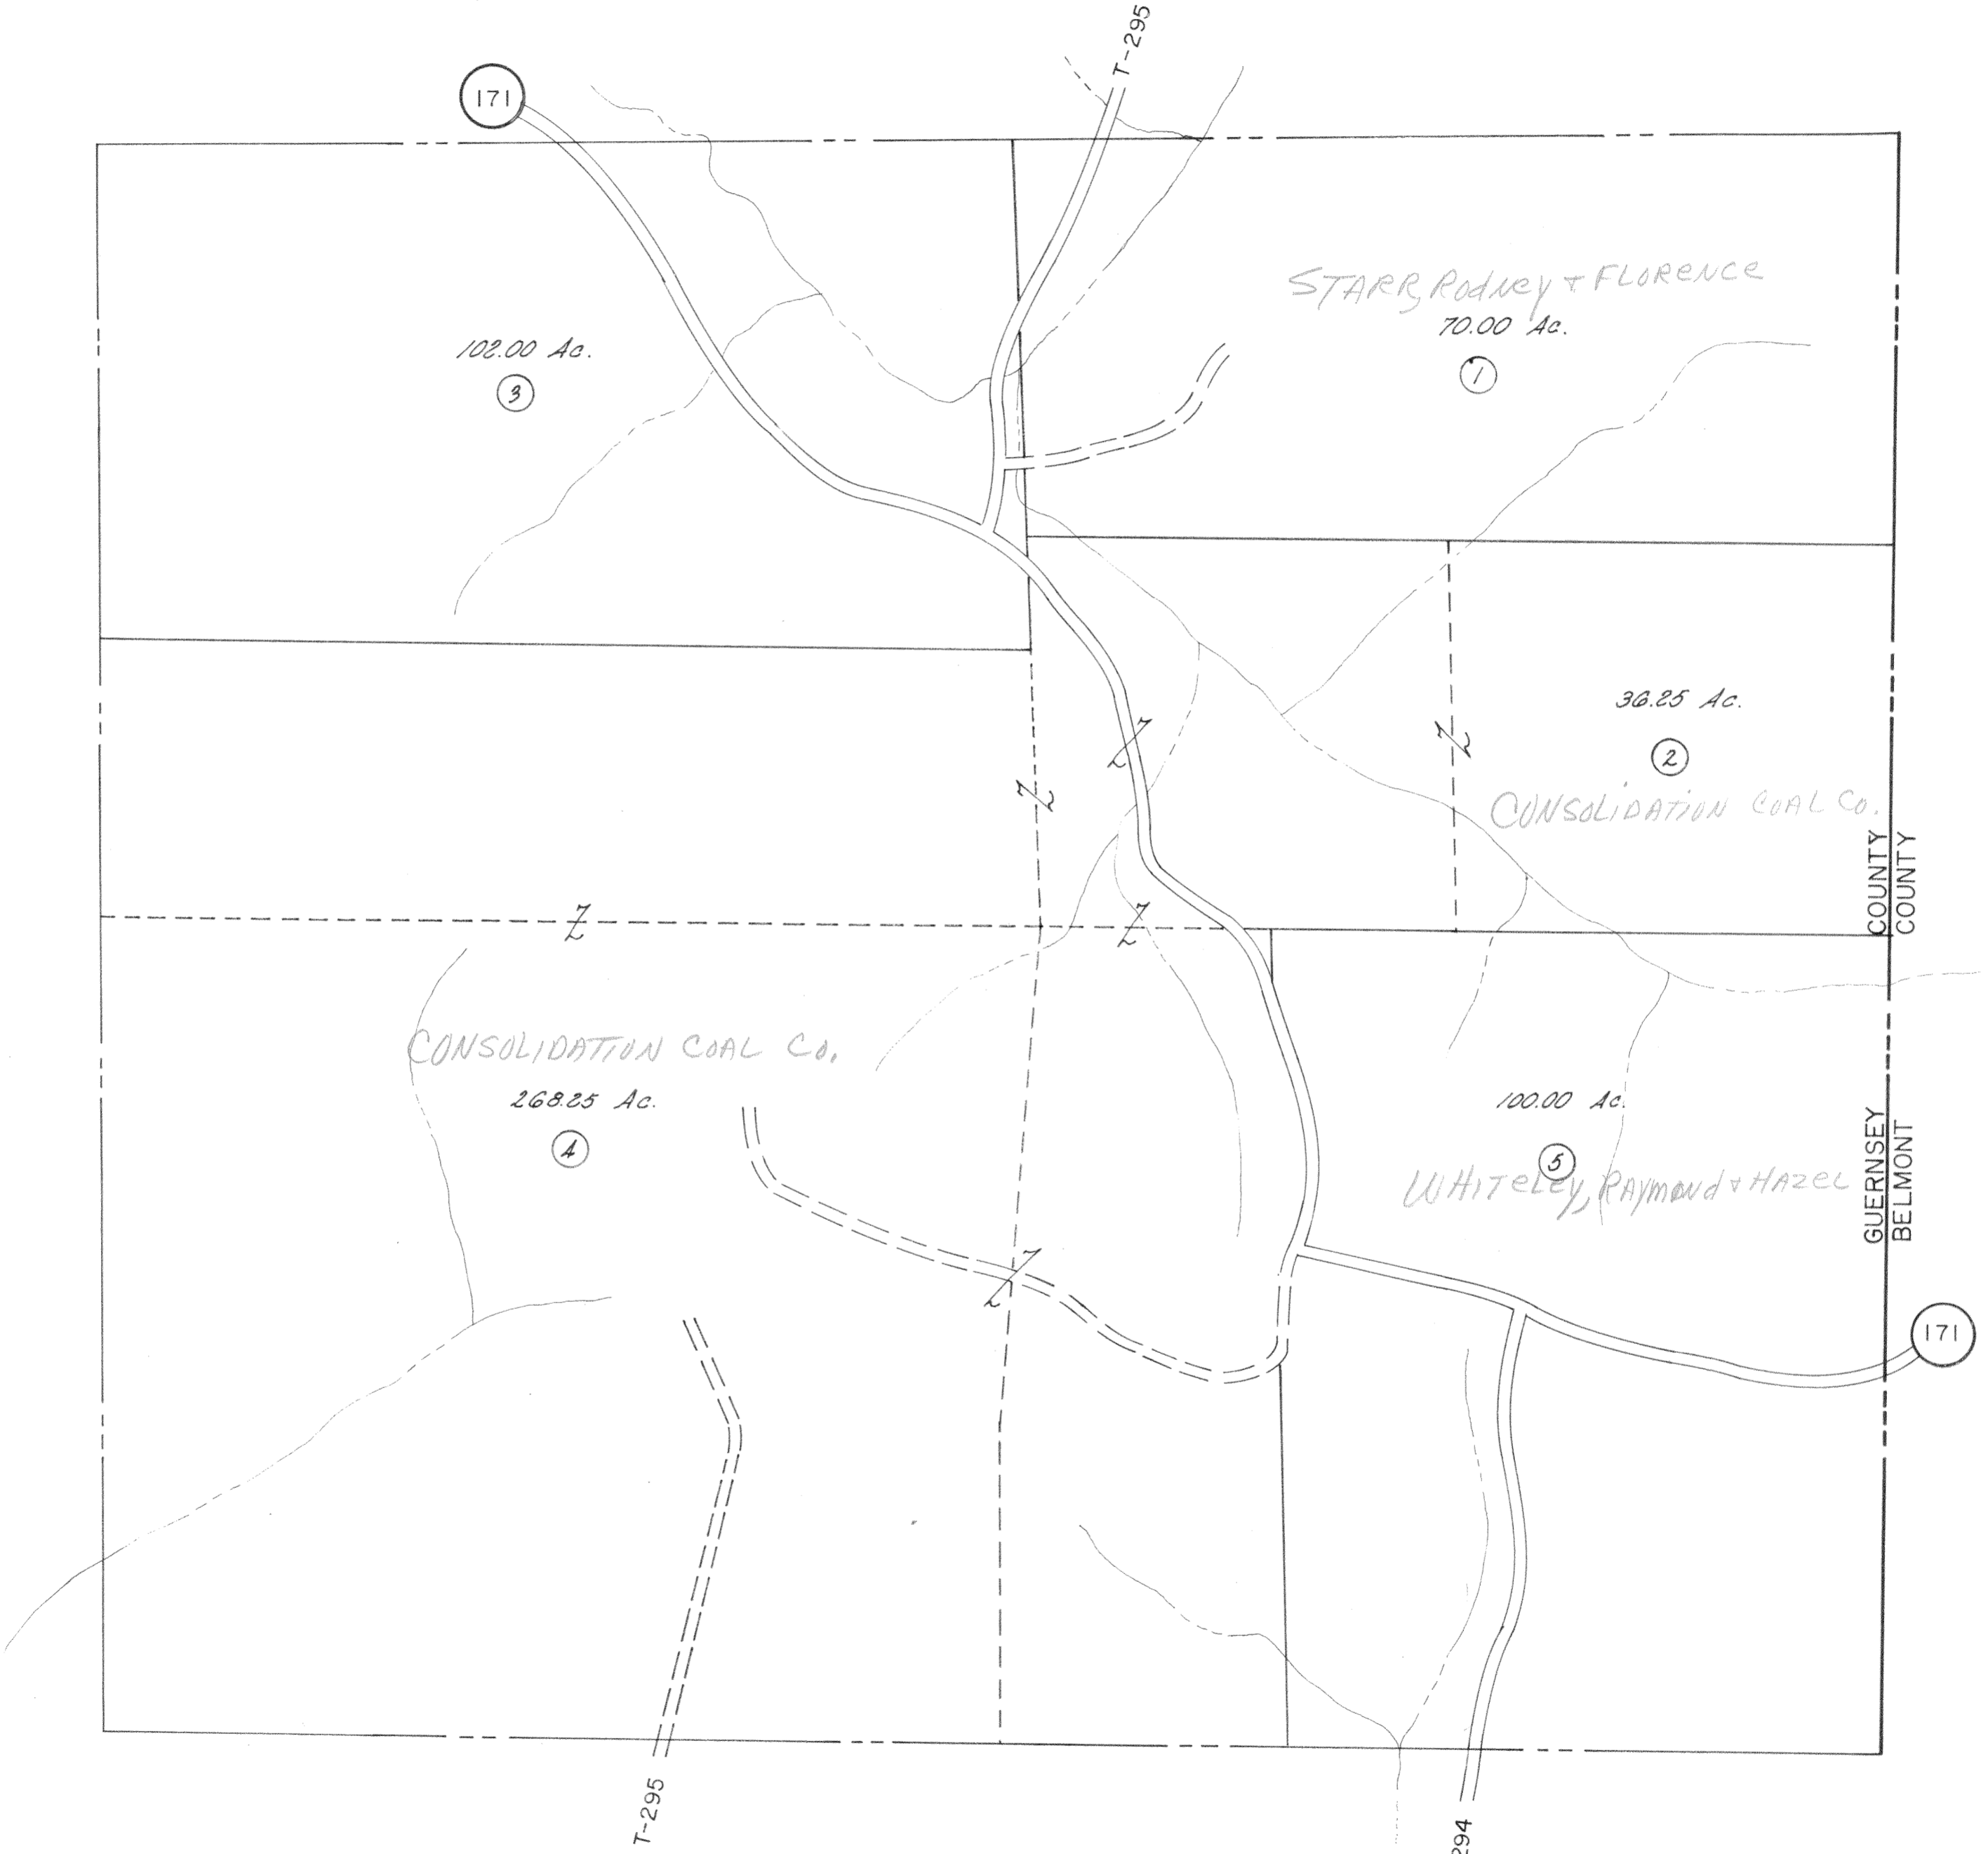 T-295
171
STARR, Rodney & FLORENCE
70.00 Ac.
1
102.00 Ac.
3
36.25 Ac.
2
CONSOLIDATION COAL CO.
COUNTY
COUNTY
CONSOLIDATION COAL CO.
268.25 Ac.
4
100.00 Ac.
5
WHITELEY, RAYMOND & HAZEL
GUERNSEY
BELMONT
171
T-295
294